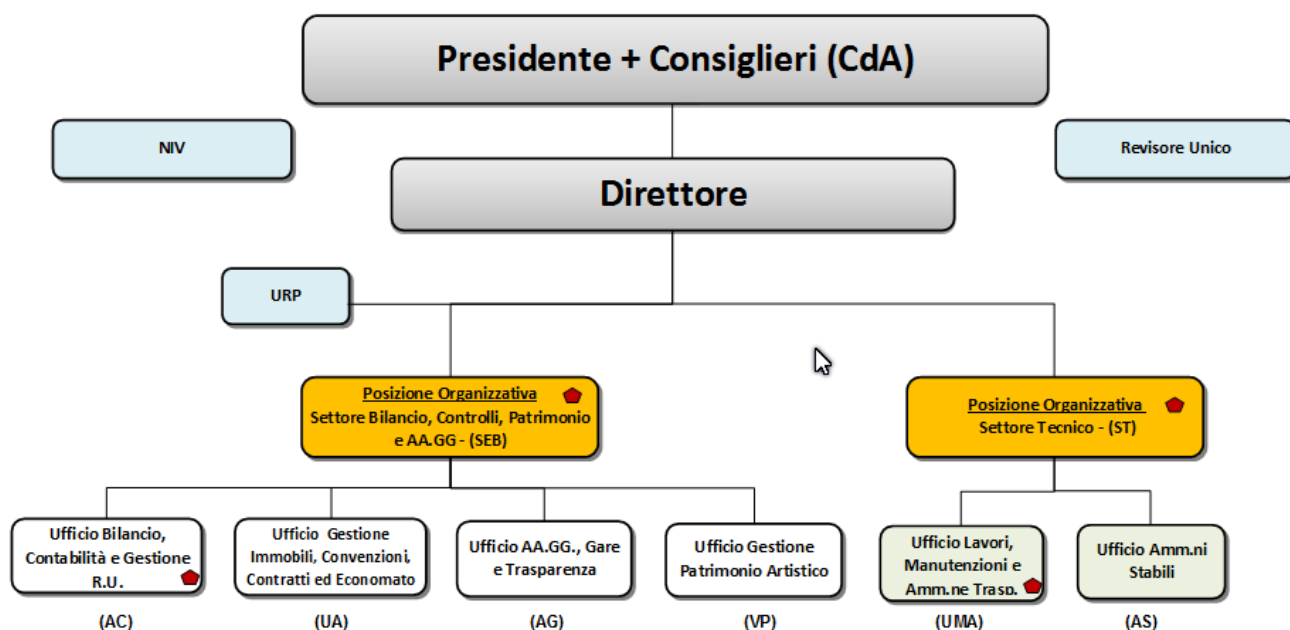 Presidente + Consiglieri (CdA)
NIV
Revisore Unico
Direttore
URP
Posizione Organizzativa
Settore Bilancio, Controlli, Patrimonio
e AA.GG - (SEB)
Posizione Organizzativa
Settore Tecnico - (ST)
Ufficio Bilancio,
Contabilità e Gestione
R.U.
Ufficio Gestione
Immobili, Convenzioni,
Contratti ed Economato
Ufficio AA.GG., Gare
e Trasparenza
Ufficio Gestione
Patrimonio Artistico
Ufficio Lavori,
Manutenzioni e
Amm.ne Trasp.
Ufficio Amm.ni
Stabili
(AC)
(UA)
(AG)
(VP)
(UMA)
(AS)